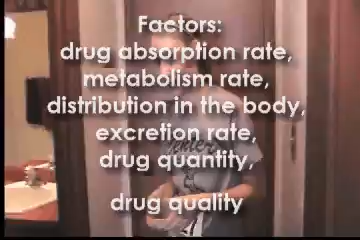 Factors:
drug absorption rate,
metabolism rate,
distribution in the body,
excretion rate,
drug quantity,
drug quality